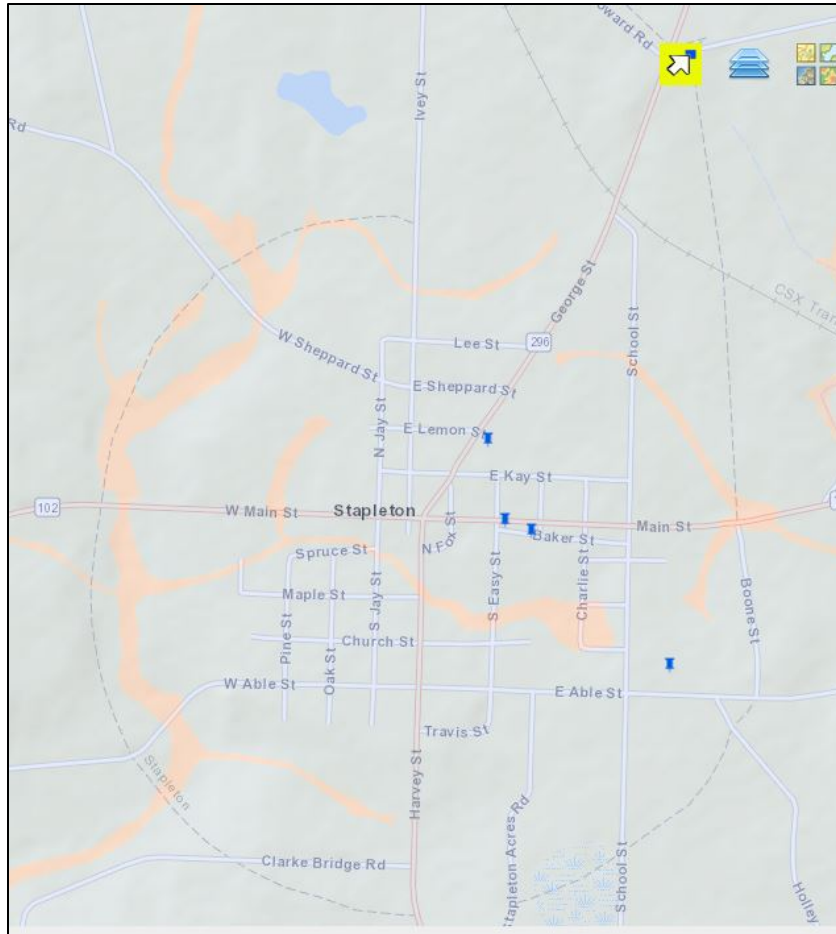 oward Rd
Rd
Ivey St
George St
CSX Tran
School St
Lee St
296
W Sheppard St
E Sheppard St
N Jay St
E Lemon St
E Kay St
102
W Main St
Stapleton
Main St
N Fox St
Baker St
Spruce St
S Easy St
Charlie St
Maple St
S Jay St
Boone St
Pine St
Oak St
Church St
W Able St
E Able St
Travis St
Harvey St
Stapleton
Stapleton Acres Rd
Clarke Bridge Rd
School St
Holley